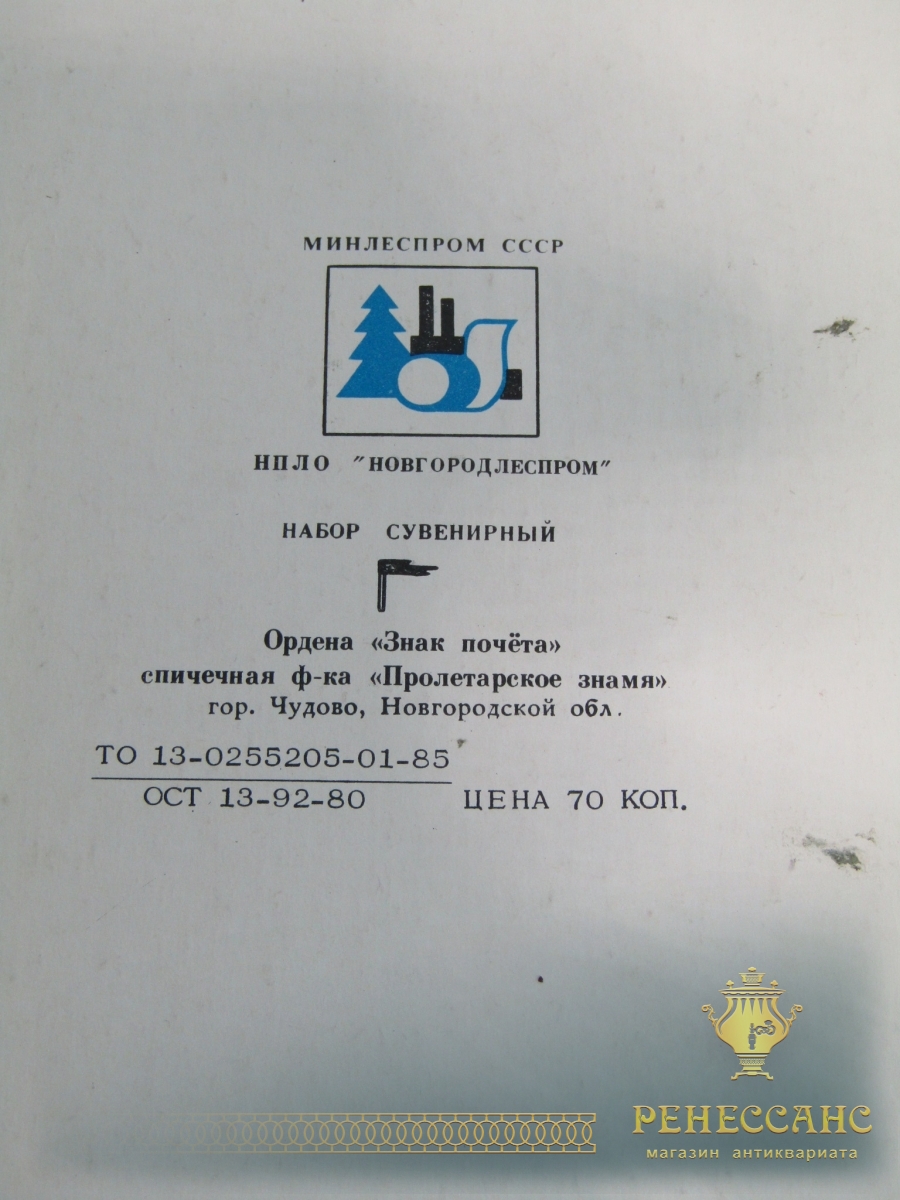 МИНЛЕСПРОМ СССР
НПЛО "НОВГОРОДЛЕСПРОМ"
НАБОР СУВЕНИРНЫЙ
Ордена «Знак почёта»
спичечная ф-ка «Пролетарское знамя»
гор. Чудово, Новгородской обл.
ТО 13-0255205-01-85
ОСТ 13-92-80 ЦЕНА 70 КОП.
РЕНЕССАНС
магазин антиквариата